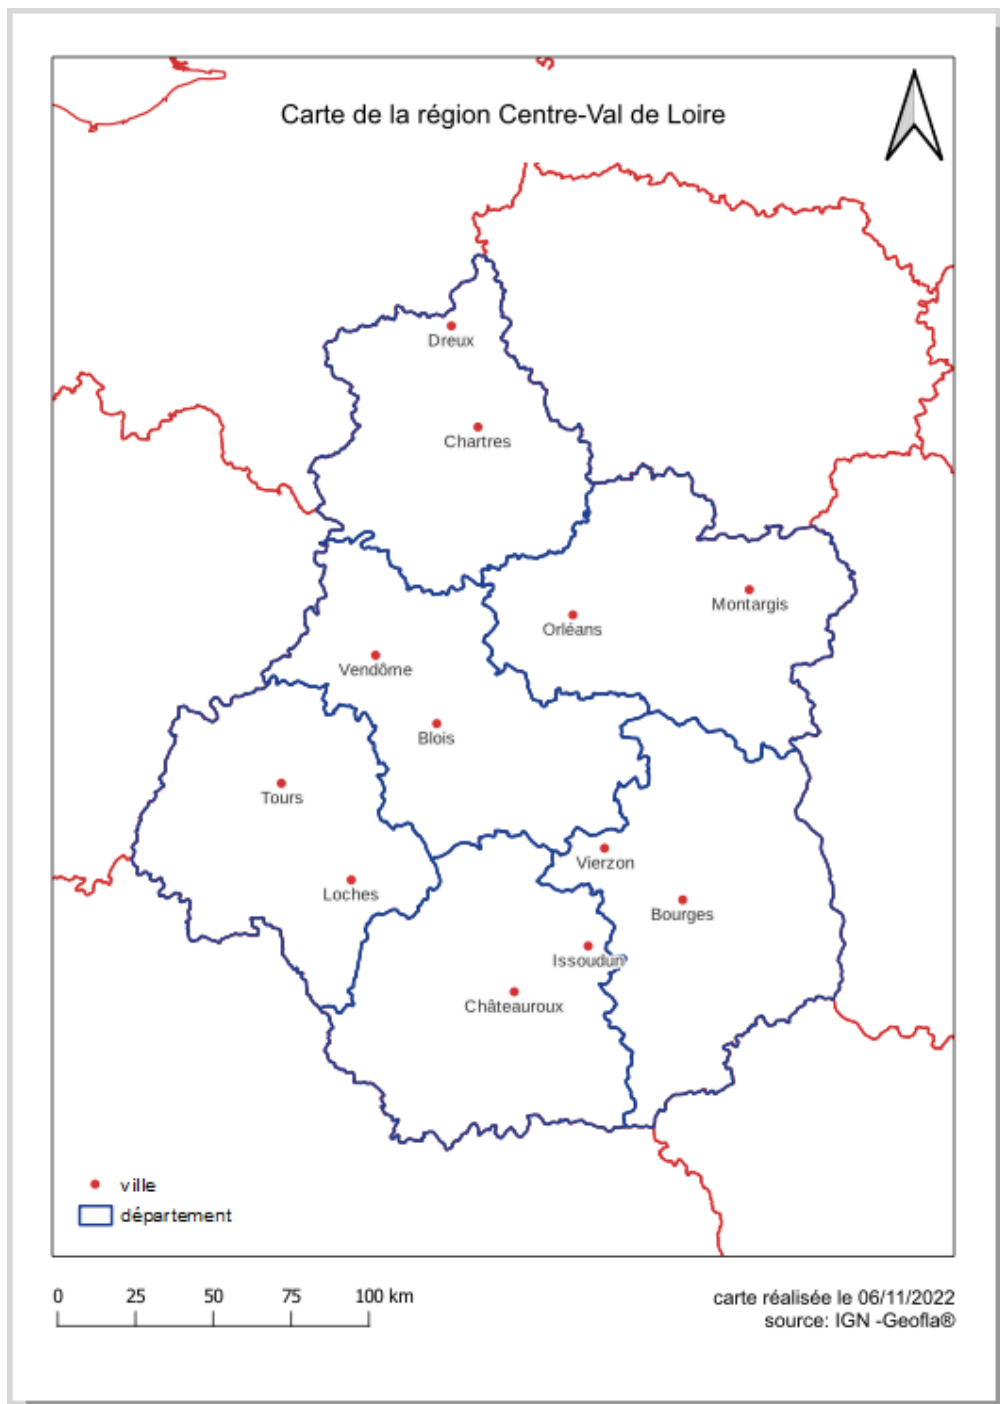 Carte de la région Centre-Val de Loire
Dreux
Chartres
Montargis
Orléans
Vendôme
Blois
Tours
Vierzon
Loches
Bourges
Issoudun
Châteauroux
ville
département
0 25 50 75 100 km
carte réalisée le 06/11/2022
source: IGN -Geofla®